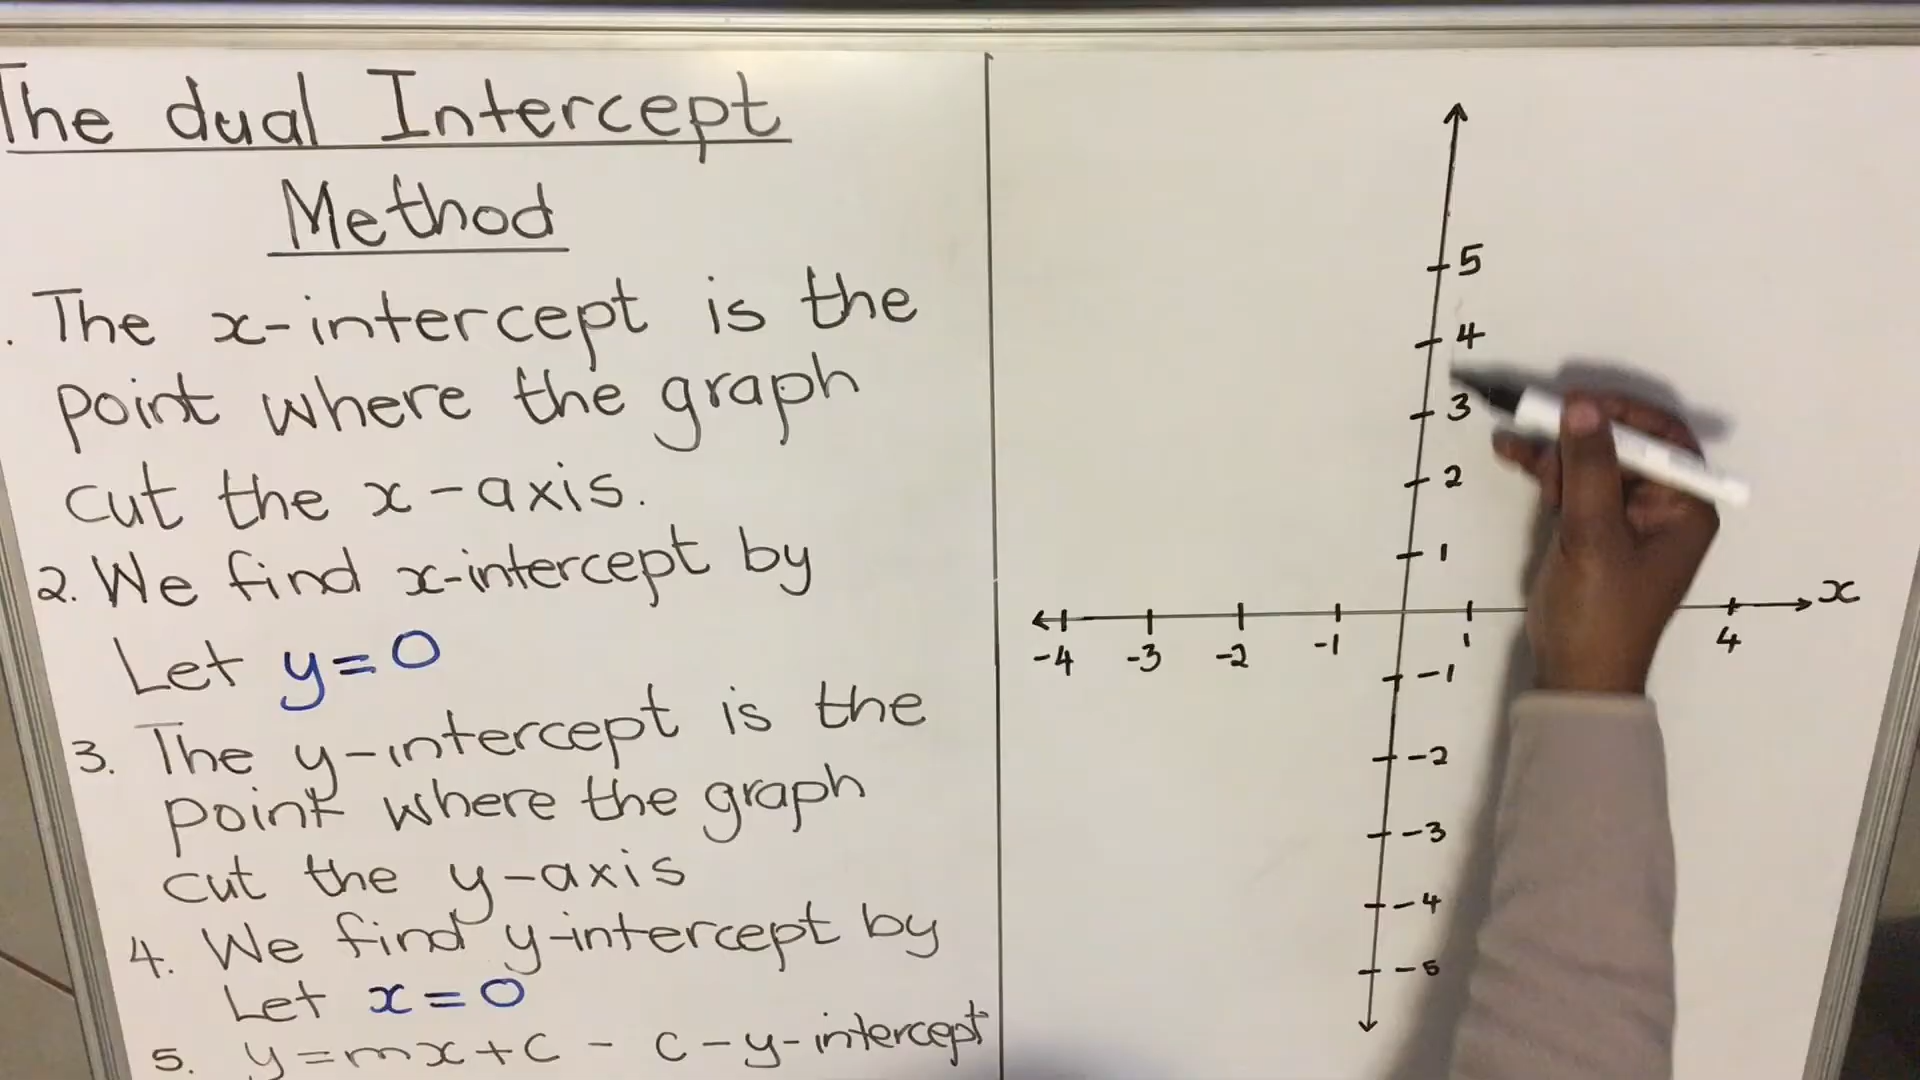 The dual Intercept
Method
. The x-intercept is the
point where the graph
cut the x-axis.
2. We find x-intercept by
Let y=0
3. The y-intercept is the
point where the graph
cut the y-axis
4. We find y-intercept by
Let x=0
5. y=mx+c - c-y-intercept
5
4
3
2
1
-4 -3 -2 -1 1 4 x
-1
-2
-3
-4
-5